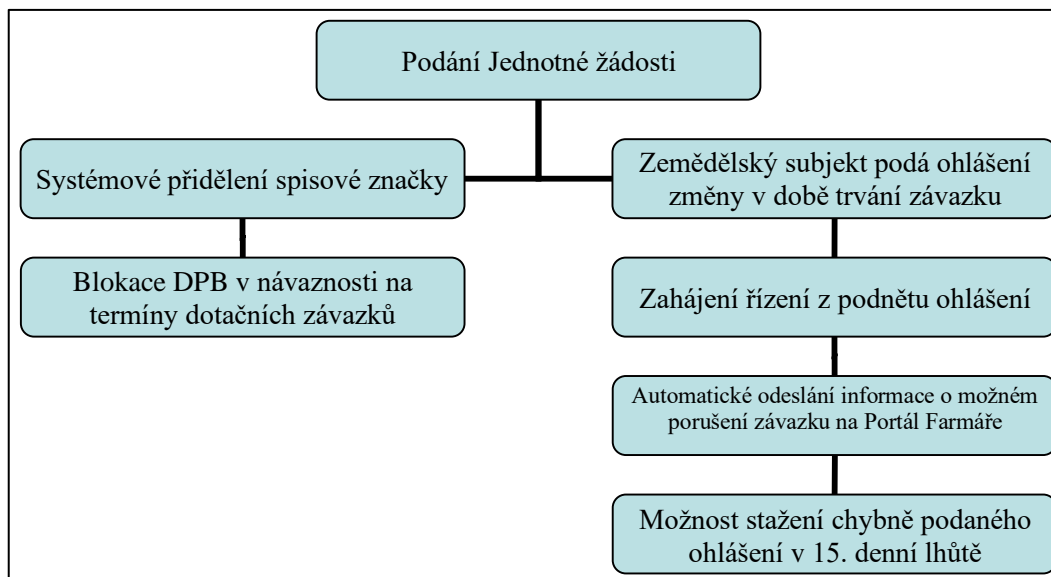 Podání Jednotné žádosti
Systémové přidělení spisové značky
Blokace DPB v návaznosti na
termíny dotačních závazků
Zemědělský subjekt podá ohlášení
změny v době trvání závazku
Zahájení řízení z podnětu ohlášení
Automatické odeslání informace o možném
porušení závazku na Portál Farmáře
Možnost stažení chybně podaného
ohlášení v 15. denní lhůtě